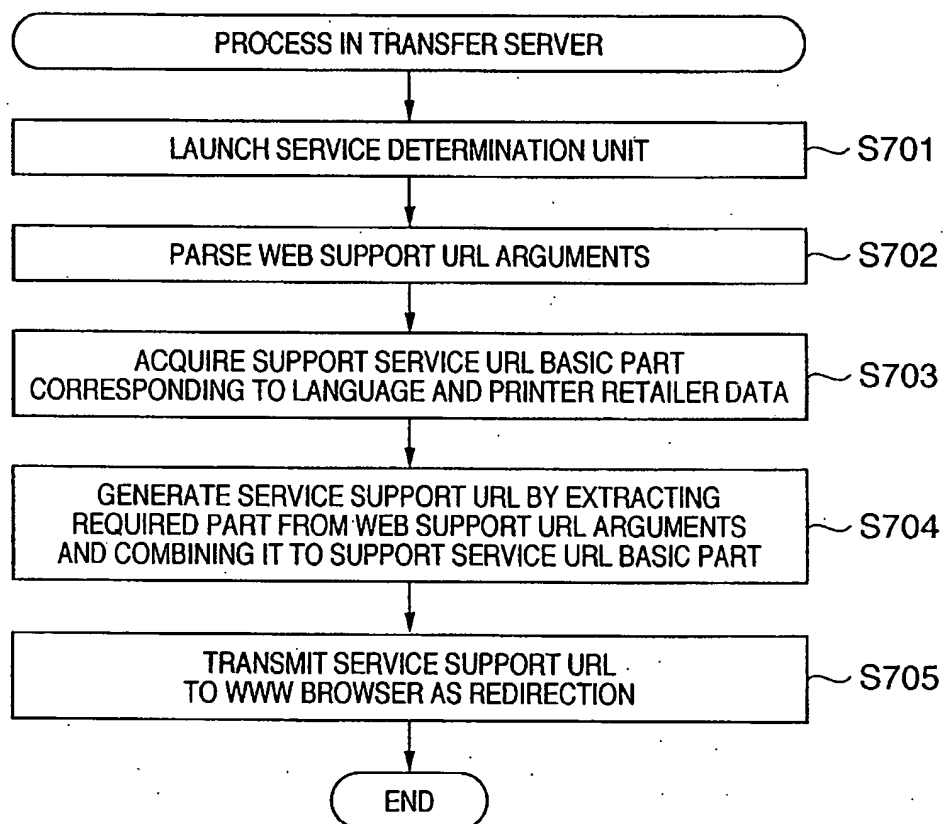 PROCESS IN TRANSFER SERVER
LAUNCH SERVICE DETERMINATION UNIT
S701
PARSE WEB SUPPORT URL ARGUMENTS
S702
ACQUIRE SUPPORT SERVICE URL BASIC PART
CORRESPONDING TO LANGUAGE AND PRINTER RETAILER DATA
S703
GENERATE SERVICE SUPPORT URL BY EXTRACTING
REQUIRED PART FROM WEB SUPPORT URL ARGUMENTS
AND COMBINING IT TO SUPPORT SERVICE URL BASIC PART
S704
TRANSMIT SERVICE SUPPORT URL
TO WWW BROWSER AS REDIRECTION
S705
END